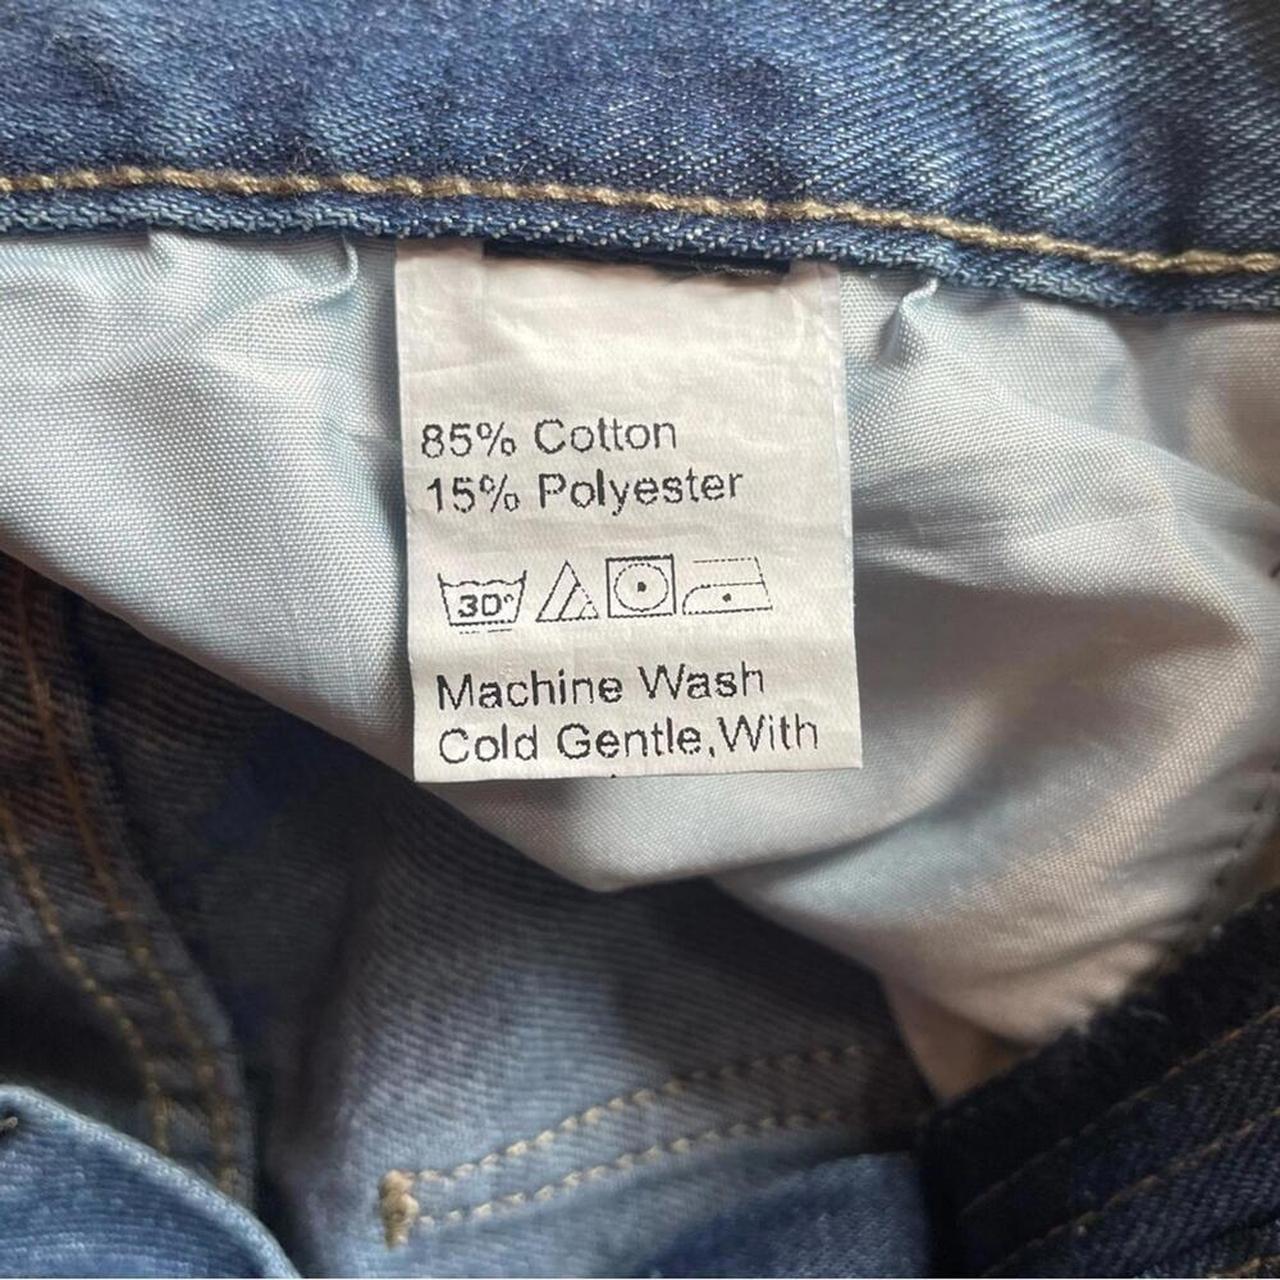 85% Cotton
15% Polyester
30°
Machine Wash
Cold Gentle,With